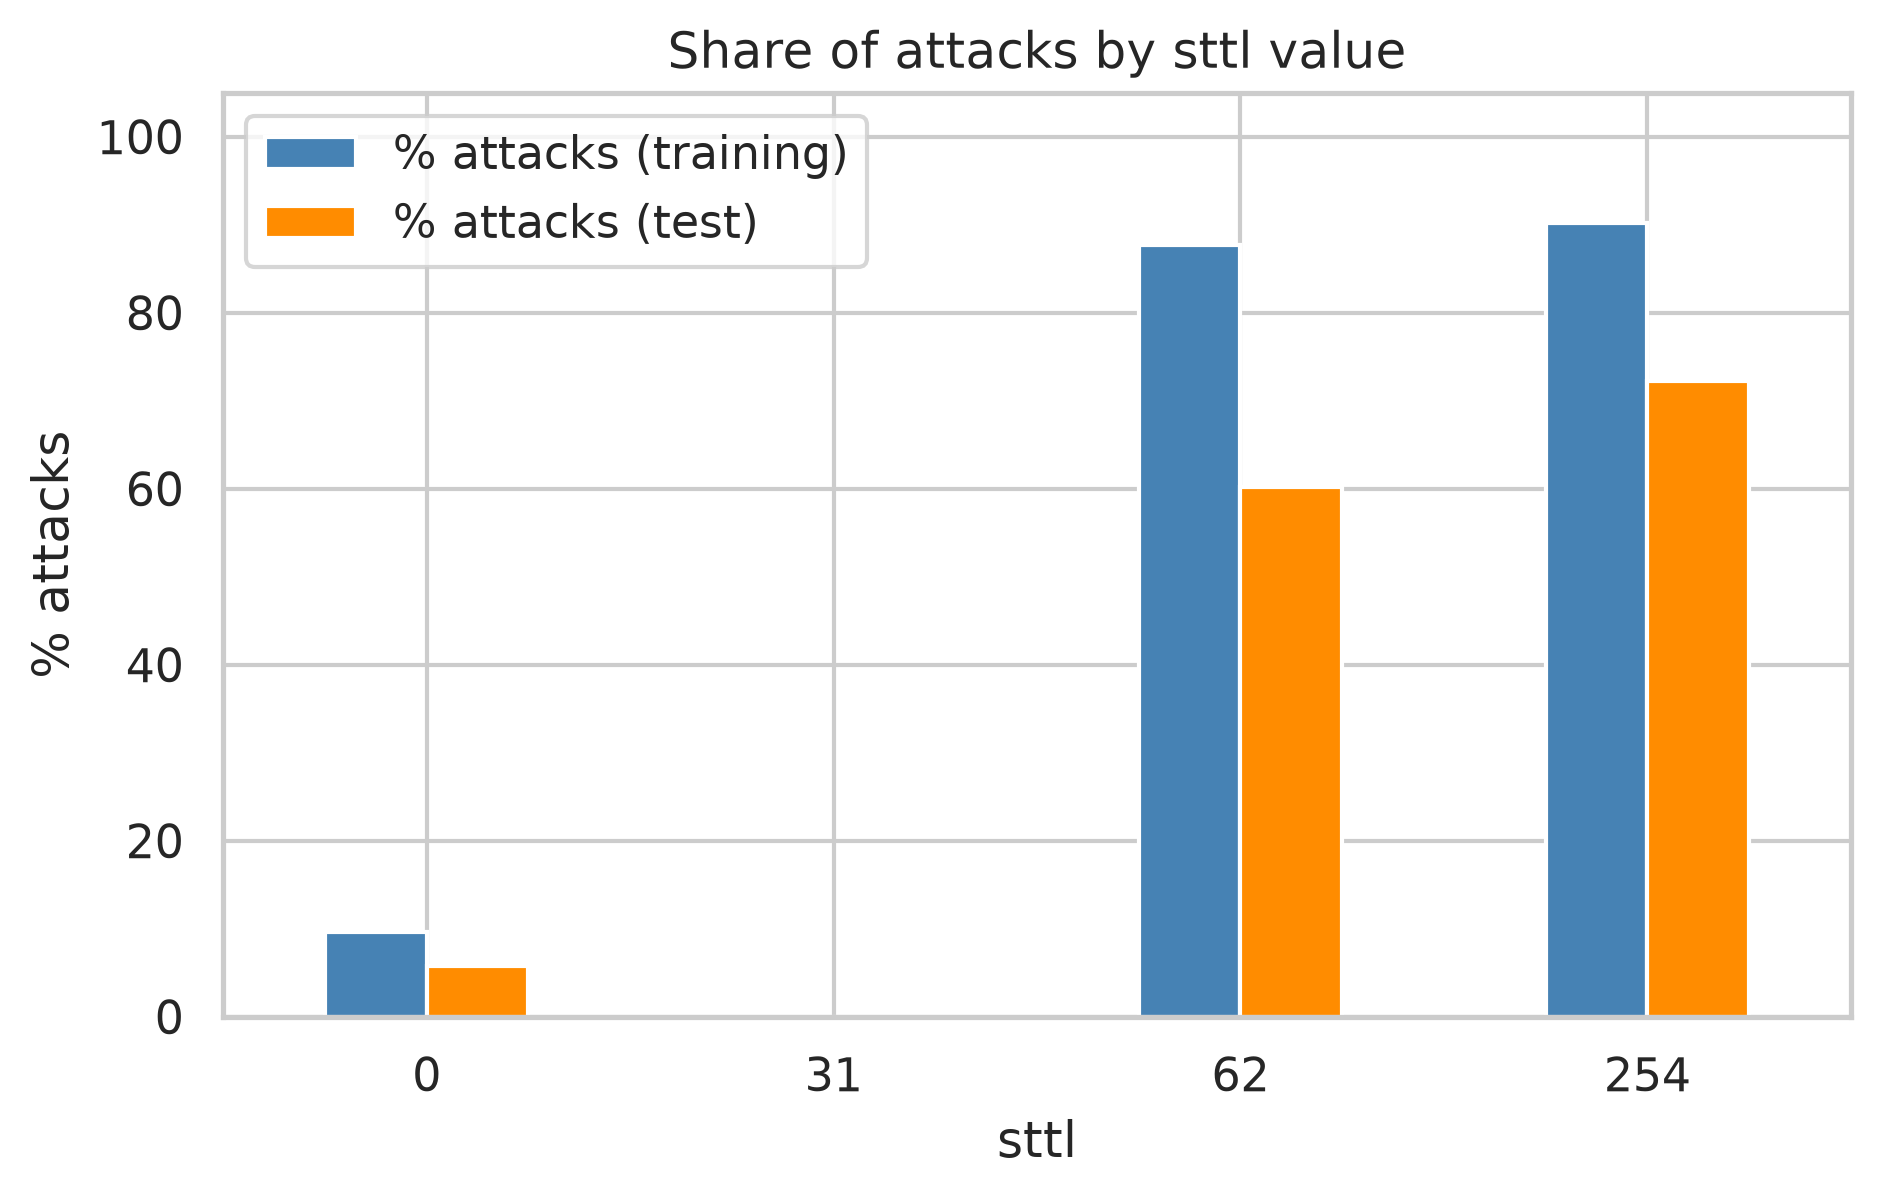 Share of attacks by sttl value
% attacks (training)
% attacks (test)
% attacks
100
80
60
40
20
0
0 31 62 254
sttl